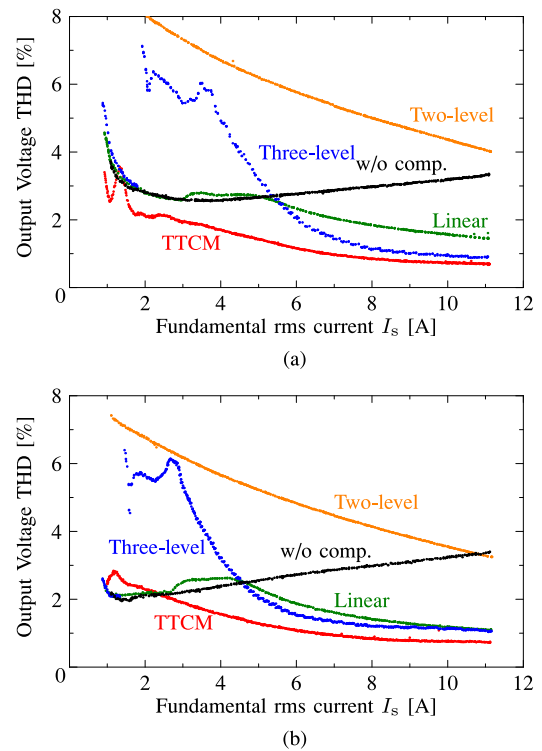 8
6
4
2
0
Output Voltage THD [%]
Two-level
Three-level
w/o comp.
Linear
TTCM
2 4 6 8 10 12
Fundamental rms current Is [A]
(a)
8
6
4
2
0
Output Voltage THD [%]
Two-level
Three-level
w/o comp.
Linear
TTCM
2 4 6 8 10 12
Fundamental rms current Is [A]
(b)